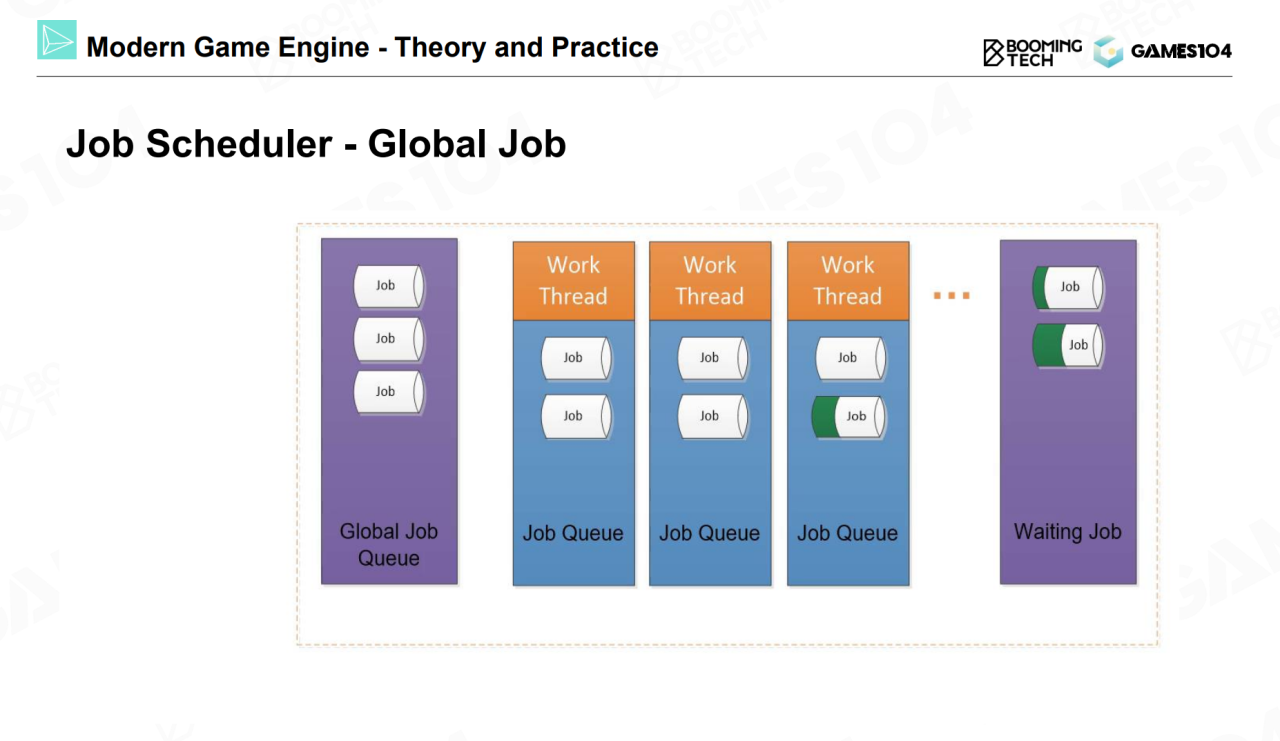 Modern Game Engine - Theory and Practice
BOOMING
TECH
GAMES104
Job Scheduler - Global Job
Job
Job
Job
Global Job
Queue
Work
Thread
Job
Job
Job Queue
Work
Thread
Job
Job
Job Queue
Work
Thread
Job
Job
Job Queue
Job
Job
Waiting Job